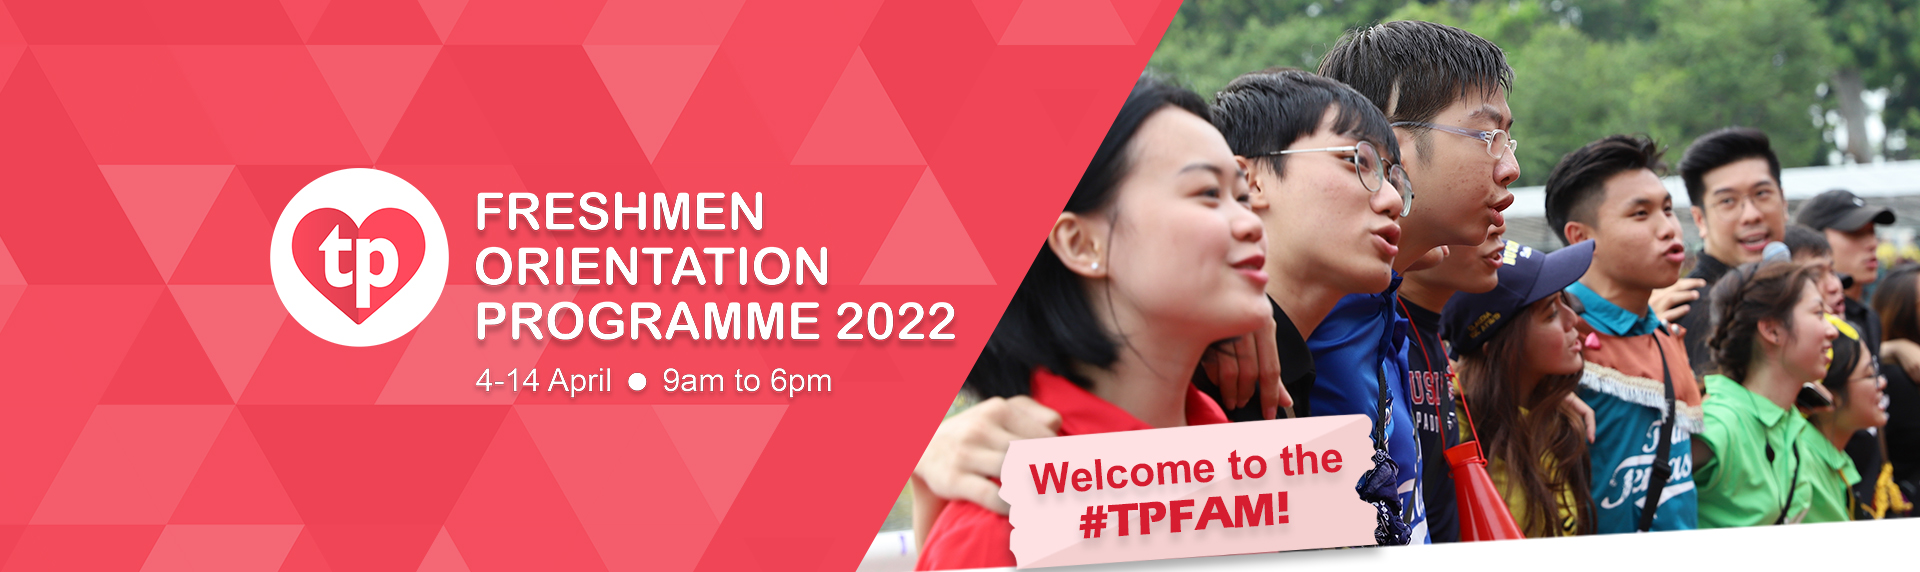 tp
FRESHMEN
ORIENTATION
PROGRAMME 2022
4-14 April ● 9am to 6pm
Welcome to the
#TPFAM!